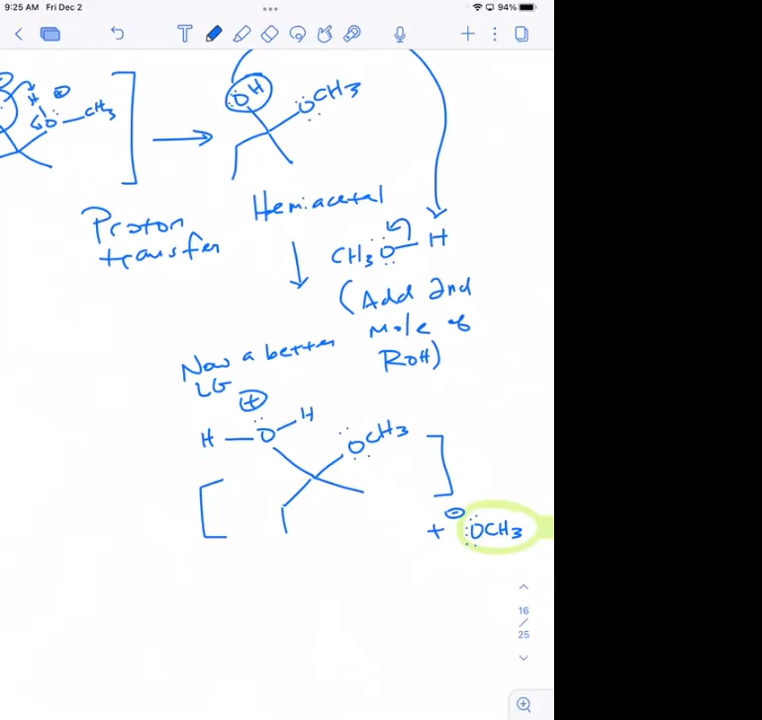 9:25 AM Fri Dec 2
94%
T
H
O
CH3
OH
OCH3
Proton
transfer
Hemiacetal
CH3O
H
(Add 2nd
mole of
ROH)
Now a better
LG
+
H
O
H
OCH3
+
-
OCH3
16
/
25